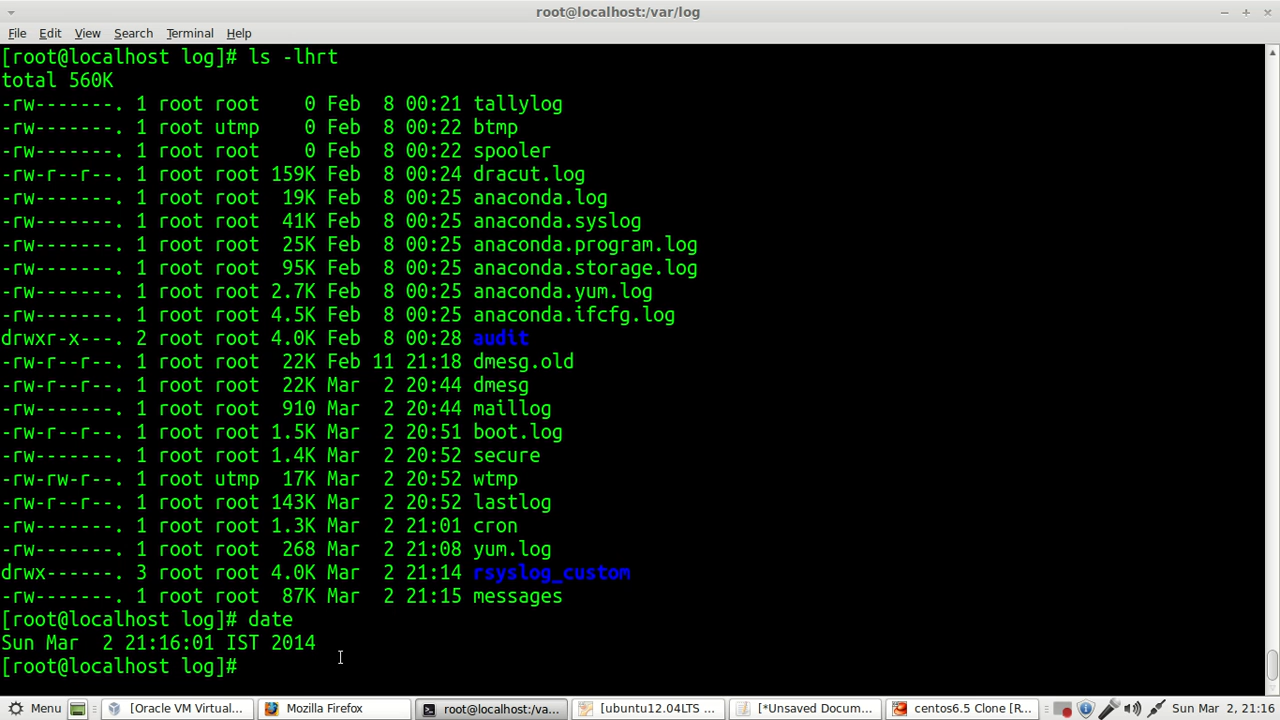 root@localhost:/var/log
File Edit View Search Terminal Help
[root@localhost log]# ls -lhrt
total 560K
-rw-------. 1 root root    0 Feb  8 00:21 tallylog
-rw-------. 1 root utmp    0 Feb  8 00:22 btmp
-rw-------. 1 root root    0 Feb  8 00:22 spooler
-rw-r--r--. 1 root root 159K Feb  8 00:24 dracut.log
-rw-------. 1 root root  19K Feb  8 00:25 anaconda.log
-rw-------. 1 root root  41K Feb  8 00:25 anaconda.syslog
-rw-------. 1 root root  25K Feb  8 00:25 anaconda.program.log
-rw-------. 1 root root  95K Feb  8 00:25 anaconda.storage.log
-rw-------. 1 root root 2.7K Feb  8 00:25 anaconda.yum.log
-rw-------. 1 root root 4.5K Feb  8 00:25 anaconda.ifcfg.log
drwxr-x---. 2 root root 4.0K Feb  8 00:28 audit
-rw-r--r--. 1 root root  22K Feb 11 21:18 dmesg.old
-rw-r--r--. 1 root root  22K Mar  2 20:44 dmesg
-rw-------. 1 root root  910 Mar  2 20:44 maillog
-rw-r--r--. 1 root root 1.5K Mar  2 20:51 boot.log
-rw-------. 1 root root 1.4K Mar  2 20:52 secure
-rw-rw-r--. 1 root utmp  17K Mar  2 20:52 wtmp
-rw-r--r--. 1 root root 143K Mar  2 20:52 lastlog
-rw-------. 1 root root 1.3K Mar  2 21:01 cron
-rw-------. 1 root root  268 Mar  2 21:08 yum.log
drwx------. 3 root root 4.0K Mar  2 21:14 rsyslog_custom
-rw-------. 1 root root  87K Mar  2 21:15 messages
[root@localhost log]# date
Sun Mar  2 21:16:01 IST 2014
[root@localhost log]#
Menu [Oracle VM Virtual... Mozilla Firefox root@localhost:/va... [ubuntu12.04LTS ... [*Unsaved Docum... centos6.5 Clone [R... Sun Mar 2, 21:16